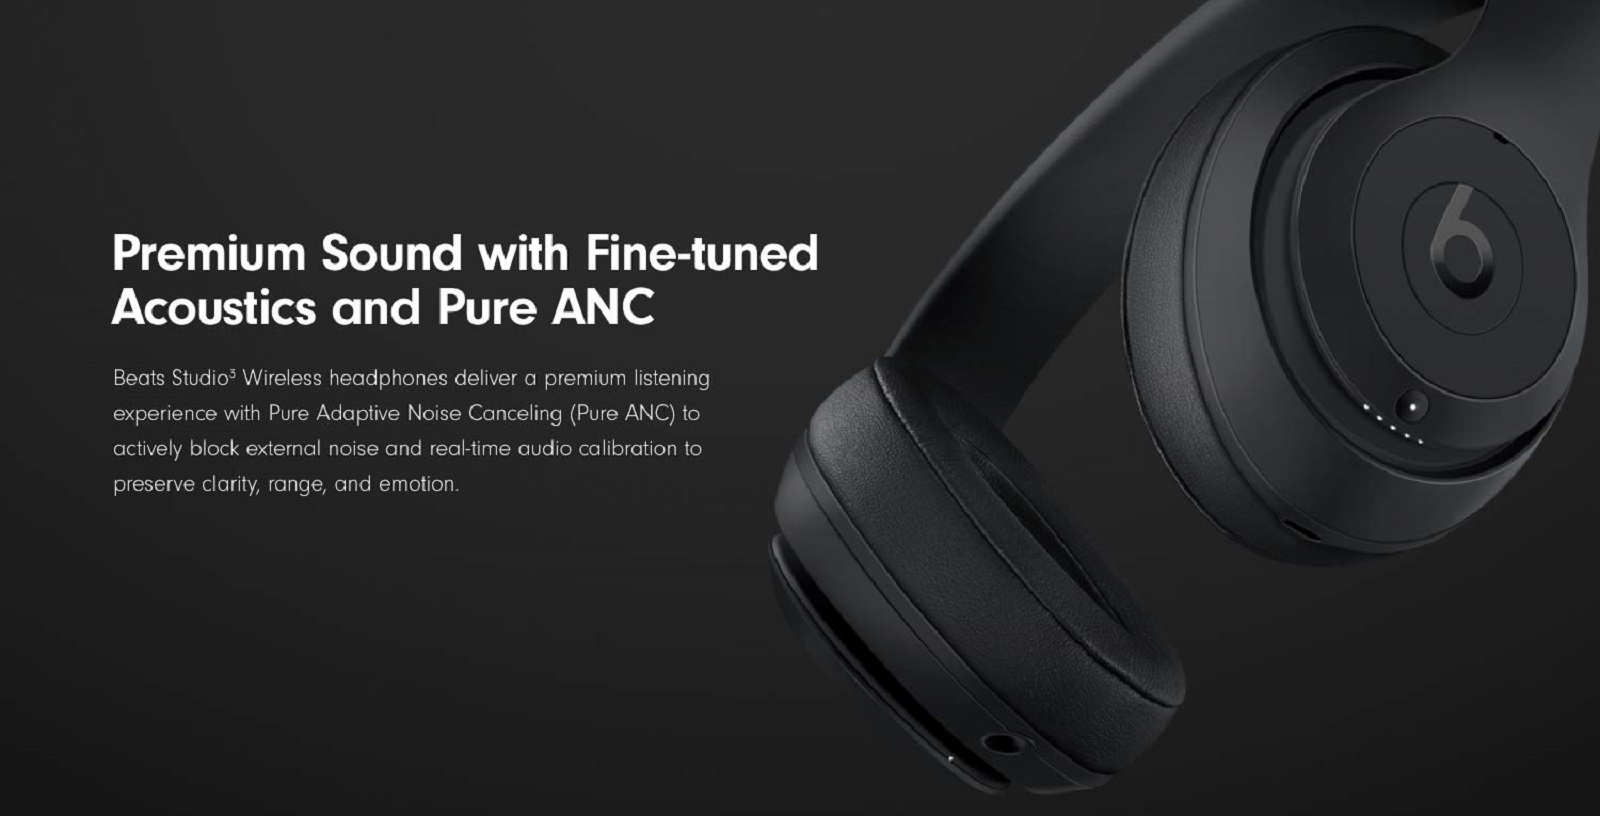 Premium Sound with Fine-tuned
Acoustics and Pure ANC
Beats Studio³ Wireless headphones deliver a premium listening
experience with Pure Adaptive Noise Canceling (Pure ANC) to
actively block external noise and real-time audio calibration to
preserve clarity, range, and emotion.